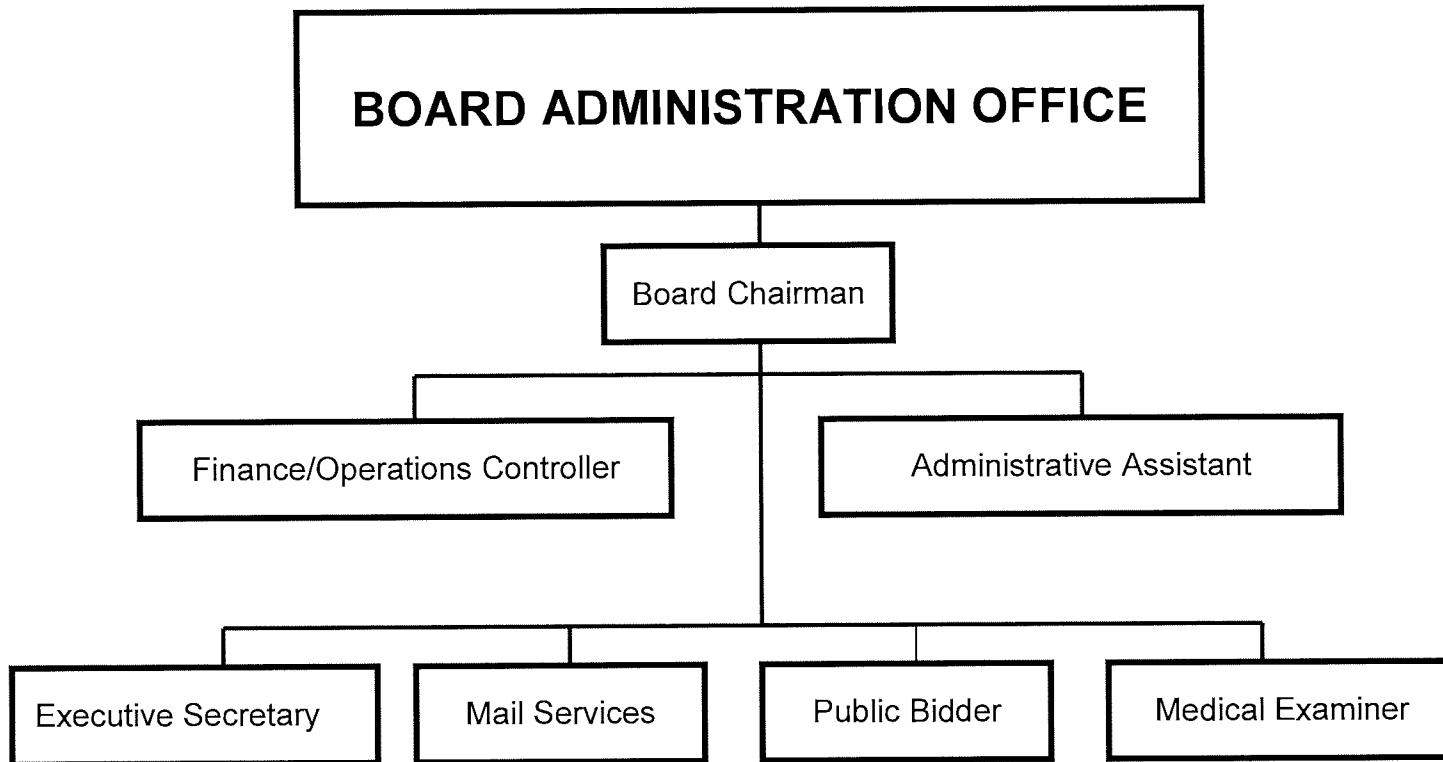 BOARD ADMINISTRATION OFFICE
Board Chairman
Finance/Operations Controller
Administrative Assistant
Executive Secretary
Mail Services
Public Bidder
Medical Examiner